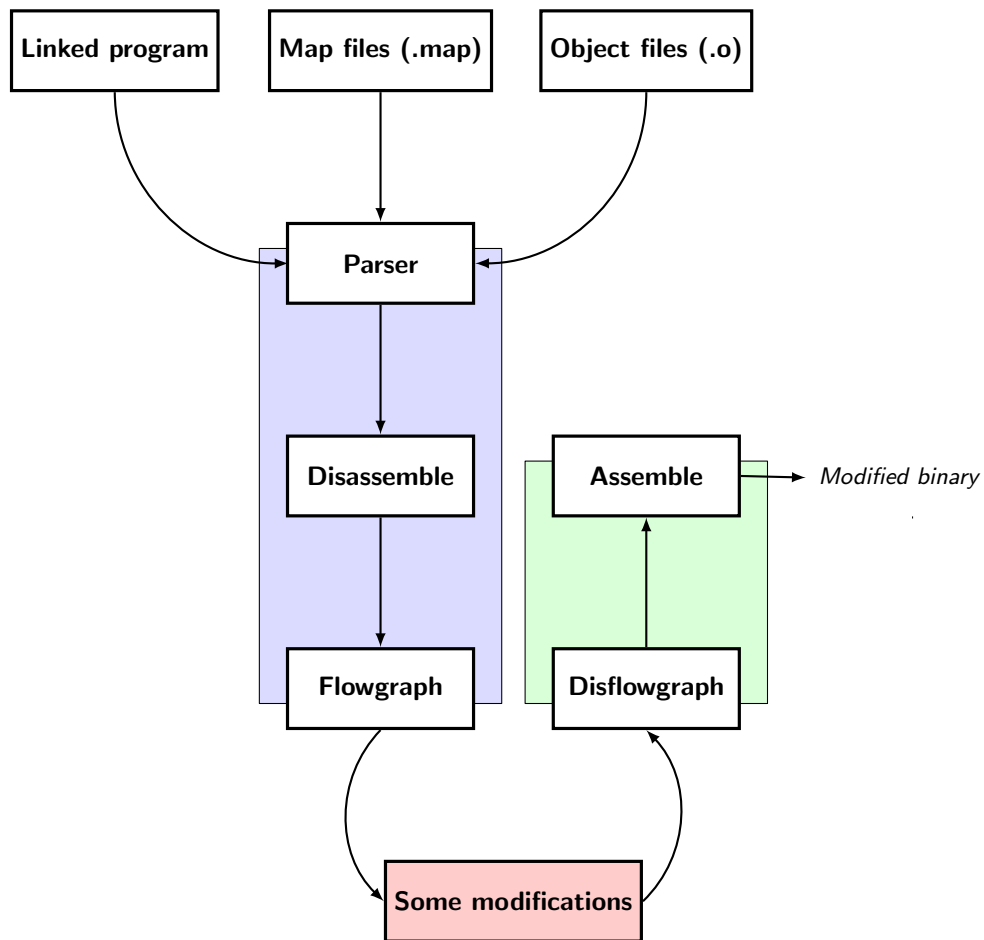 Linked program
Map files (.map)
Object files (.o)
Parser
Disassemble
Assemble
Modified binary
Flowgraph
Disflowgraph
Some modifications